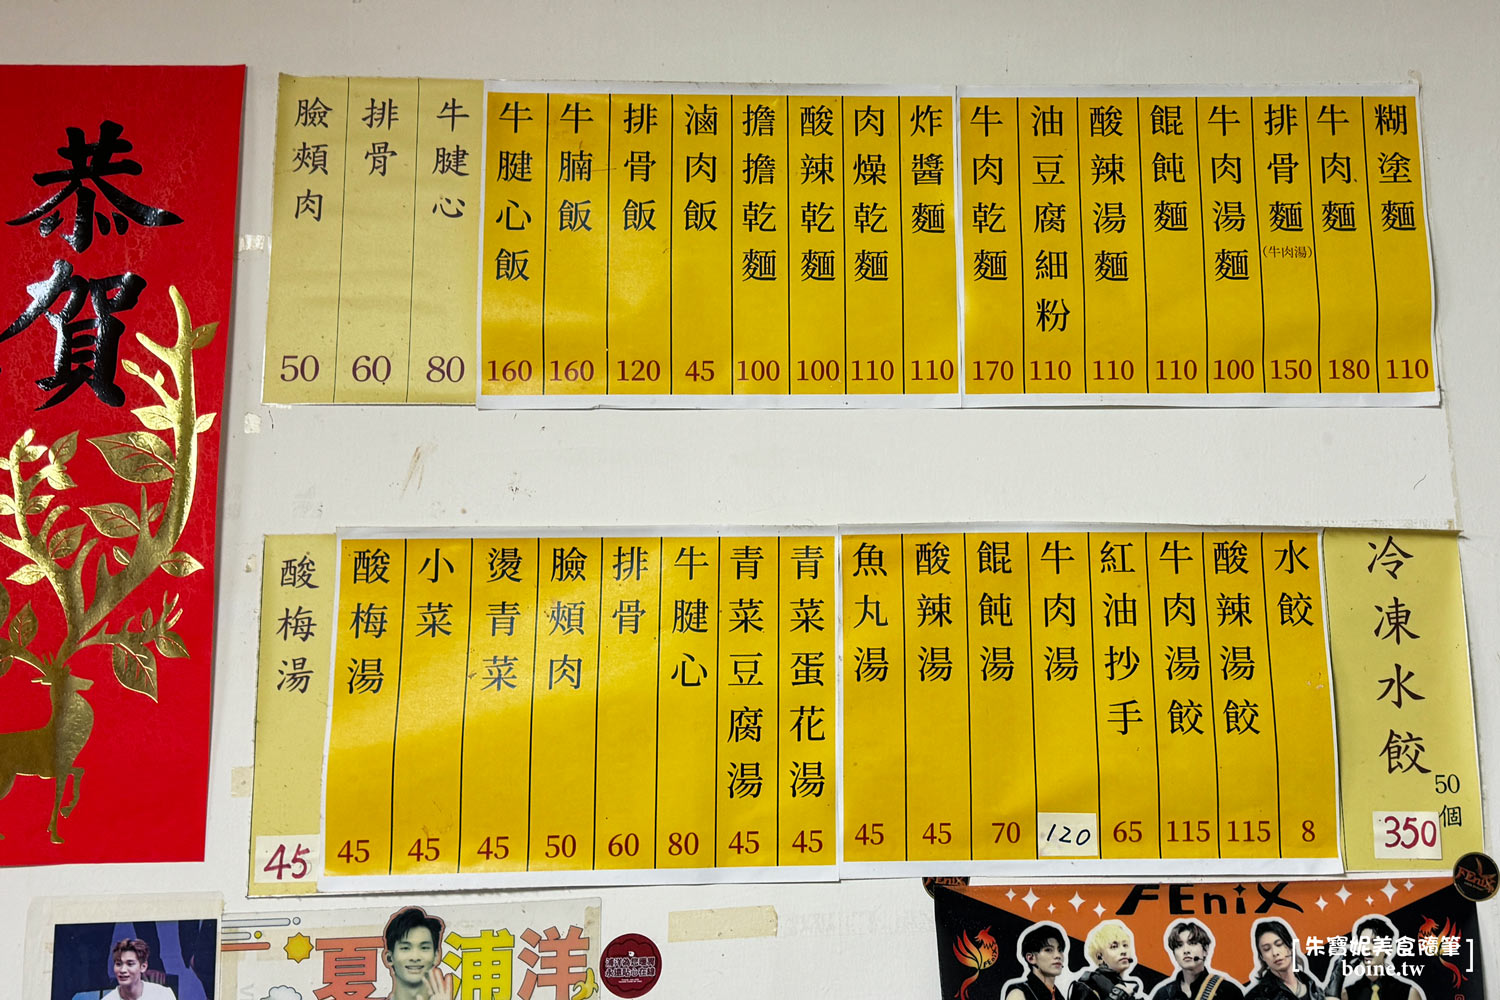 恭賀
糊塗麵 110
牛肉麵 180
排骨麵 (牛肉湯) 150
牛肉湯麵 100
餛飩麵 110
酸辣湯麵 110
油豆腐細粉 110
牛肉乾麵 170
炸醬麵 110
肉燥乾麵 110
酸辣乾麵 100
擔擔乾麵 100
滷肉飯 45
排骨飯 120
牛腩飯 160
牛腱心飯 160
牛腱心 80
排骨 60
臉頰肉 50
冷凍水餃 50個 350
水餃 8
酸辣湯餃 115
牛肉湯餃 115
紅油抄手 65
牛肉湯 120
餛飩湯 70
酸辣湯 45
魚丸湯 45
青菜蛋花湯 45
青菜豆腐湯 45
牛腱心 80
排骨 60
臉頰肉 50
燙青菜 45
小菜 45
酸梅湯 45
酸梅湯 45
夏浦洋
FEniX
FEniX
[朱寶妮美食隨筆]
boine.tw